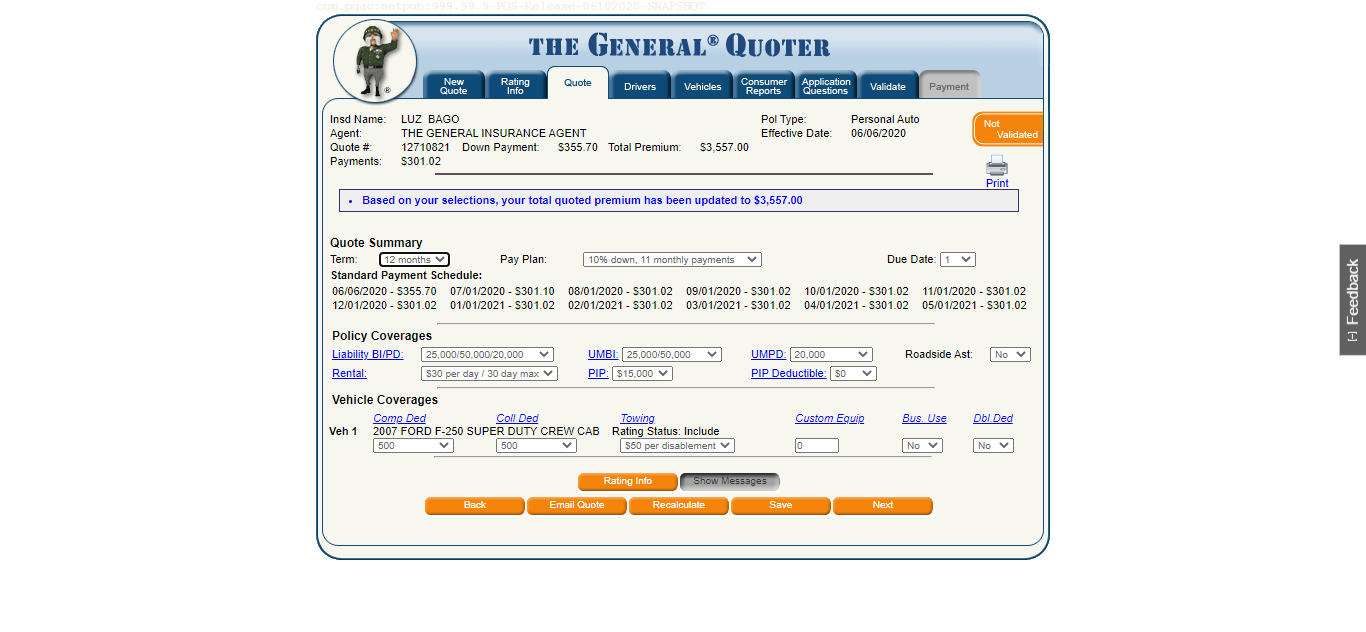 com.pgac:netpub:999.99.9-POS-Release-06102020-SNAPSHOT
THE GENERAL® QUOTER
New Quote Rating Info Quote Drivers Vehicles Consumer Reports Application Questions Validate Payment
Insd Name: LUZ BAGO Pol Type: Personal Auto
Agent: THE GENERAL INSURANCE AGENT Effective Date: 06/06/2020
Quote #: 12710821 Down Payment: $355.70 Total Premium: $3,557.00
Payments: $301.02
Not Validated
Print
• Based on your selections, your total quoted premium has been updated to $3,557.00
Quote Summary
Term: 12 months Pay Plan: 10% down, 11 monthly payments Due Date: 1
Standard Payment Schedule:
06/06/2020 - $355.70 07/01/2020 - $301.10 08/01/2020 - $301.02 09/01/2020 - $301.02 10/01/2020 - $301.02 11/01/2020 - $301.02
12/01/2020 - $301.02 01/01/2021 - $301.02 02/01/2021 - $301.02 03/01/2021 - $301.02 04/01/2021 - $301.02 05/01/2021 - $301.02
Policy Coverages
Liability BI/PD: 25,000/50,000/20,000 UMBI: 25,000/50,000 UMPD: 20,000 Roadside Ast: No
Rental: $30 per day / 30 day max PIP: $15,000 PIP Deductible: $0
Vehicle Coverages
Comp Ded Coll Ded Towing Custom Equip Bus. Use Dbl Ded
Veh 1 2007 FORD F-250 SUPER DUTY CREW CAB Rating Status: Include
500 500 $50 per disablement 0 No No
Rating Info Show Messages
Back Email Quote Recalculate Save Next
[-] Feedback